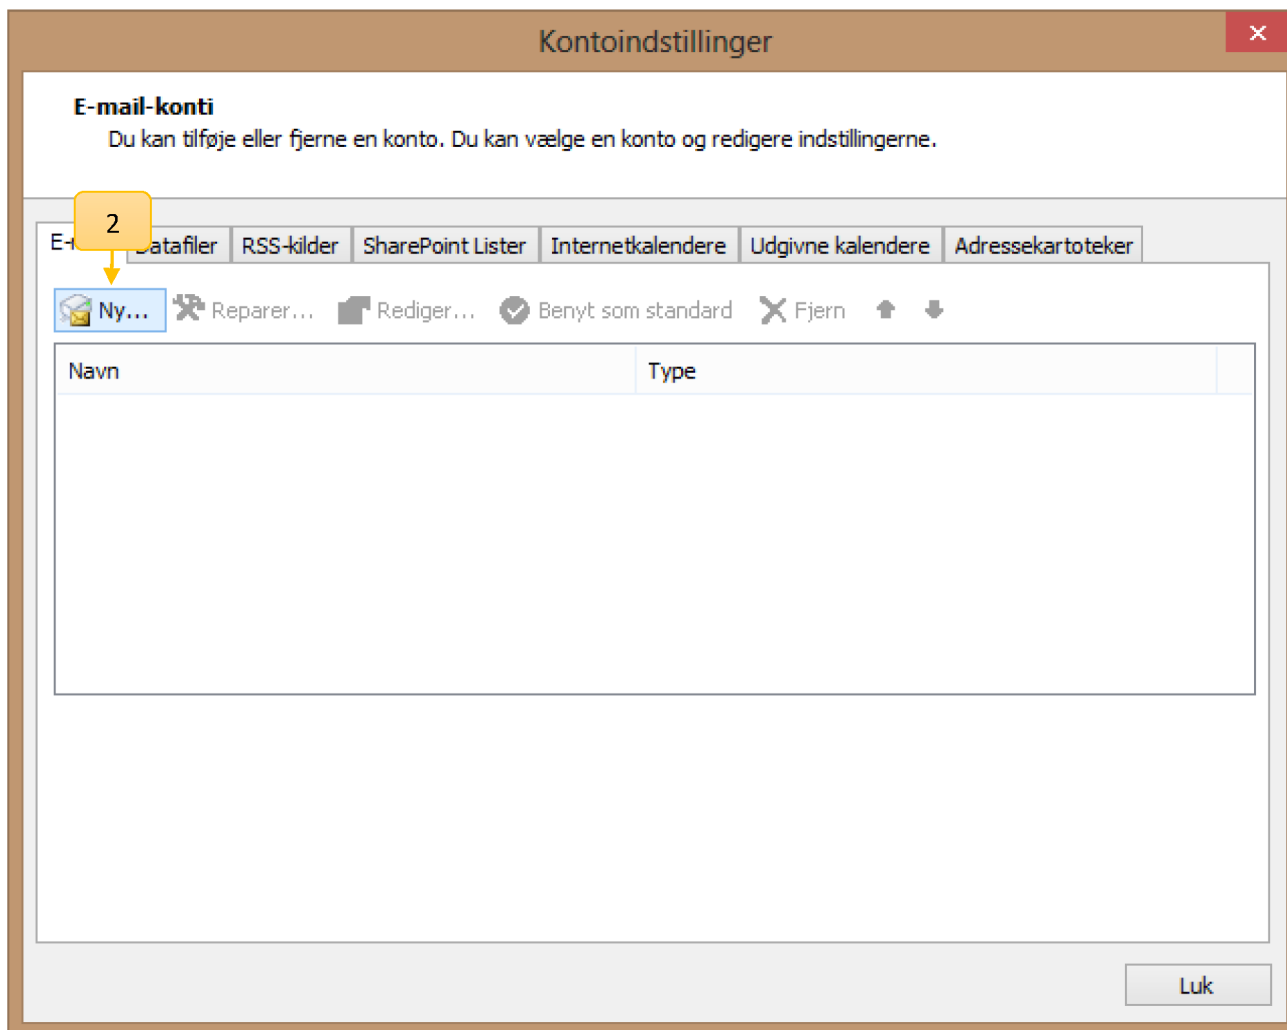 Kontoindstillinger
E-mail-konti
Du kan tilføje eller fjerne en konto. Du kan vælge en konto og redigere indstillingerne.
2
Datafiler RSS-kilder SharePoint Lister Internetkalendere Udgivne kalendere Adressekartoteker
Ny... Reparer... Rediger... Benyt som standard Fjern
Navn Type
Luk